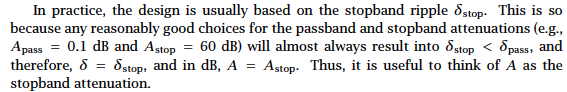 In practice, the design is usually based on the stopband ripple δstop. This is so
because any reasonably good choices for the passband and stopband attenuations (e.g.,
Apass = 0.1 dB and Astop = 60 dB) will almost always result into δstop < δpass, and
therefore, δ = δstop, and in dB, A = Astop. Thus, it is useful to think of A as the
stopband attenuation.